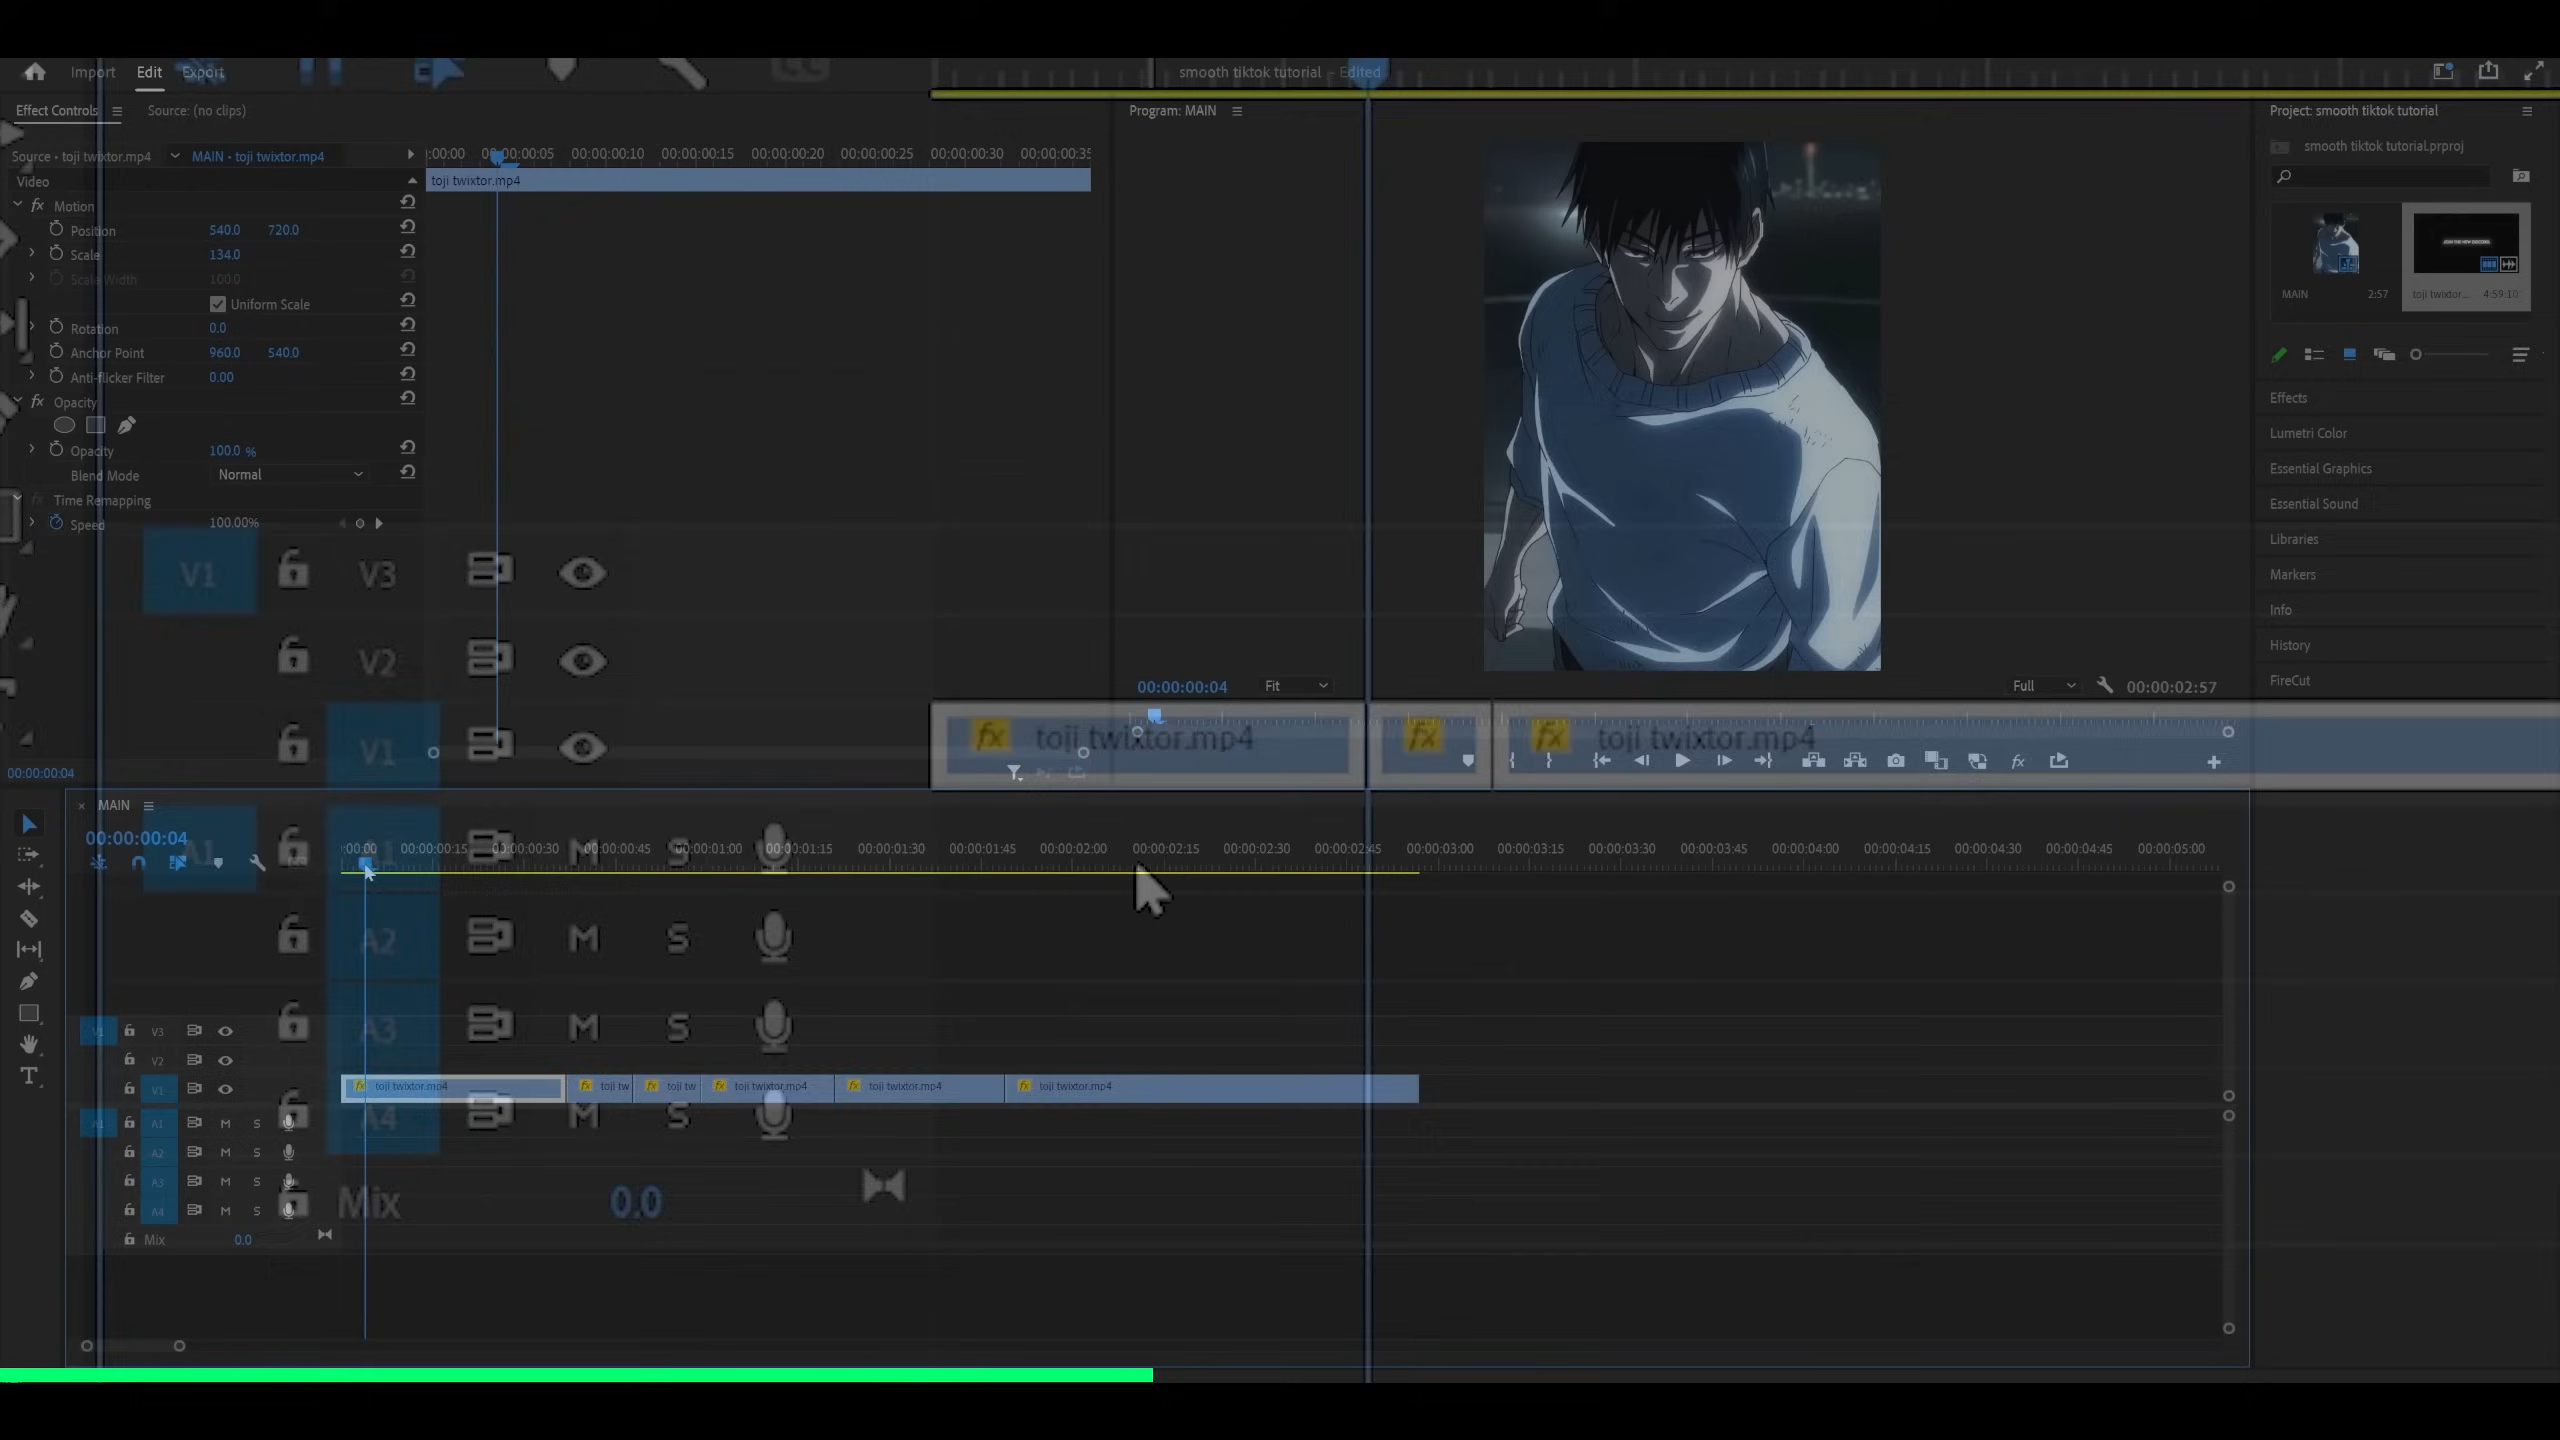 Import Edit Export
smooth tiktok tutorial - Edited
Effect Controls Source: (no clips)
Program: MAIN
Project: smooth tiktok tutorial
smooth tiktok tutorial.prproj
Source • toji twixtor.mp4 MAIN • toji twixtor.mp4
:00:00 00:00:00:05 00:00:00:10 00:00:00:15 00:00:00:20 00:00:00:25 00:00:00:30 00:00:00:35
Video
toji twixtor.mp4
fx Motion
Position 540.0 720.0
Scale 134.0
Scale Width 100.0
Uniform Scale
Rotation 0.0
Anchor Point 960.0 540.0
Anti-flicker Filter 0.00
fx Opacity
Opacity 100.0 %
Blend Mode Normal
fx Time Remapping
Speed 100.00%
JOIN THE NEW DISCORD
MAIN 2:57
toji twixtor... 4:59:10
Effects
Lumetri Color
Essential Graphics
Essential Sound
Libraries
Markers
Info
History
FireCut
V1 V3
V2
V1
00:00:00:04 Fit Full 00:00:02:57
fx toji twixtor.mp4 fx fx toji twixtor.mp4
fx
00:00:00:04
MAIN
00:00:00:04
:00:00 00:00:00:15 00:00:00:30 00:00:00:45 00:00:01:00 00:00:01:15 00:00:01:30 00:00:01:45 00:00:02:00 00:00:02:15 00:00:02:30 00:00:02:45 00:00:03:00 00:00:03:15 00:00:03:30 00:00:03:45 00:00:04:00 00:00:04:15 00:00:04:30 00:00:04:45 00:00:05:00
A1 M S
A2 M S
A3 M S
A4 M S
Mix 0.0
V1 V3
V2
V1
fx toji twixtor.mp4 fx toji tw fx toji tw fx toji twixtor.mp4 fx toji twixtor.mp4 fx toji twixtor.mp4
A1 A1 M S
A2 M S
A3 M S
A4 M S
Mix 0.0